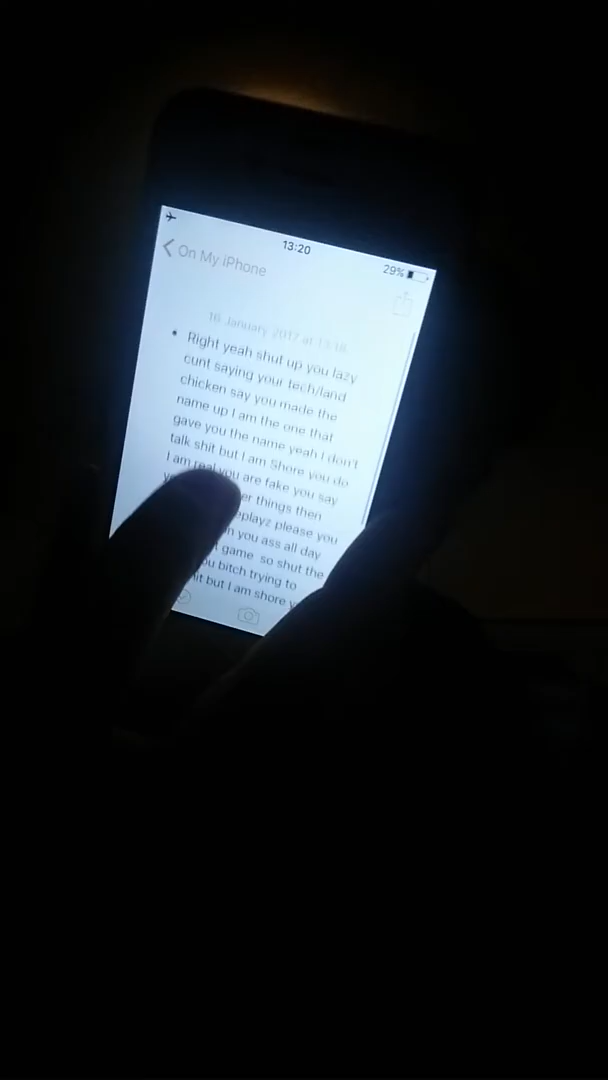 13:20
29%
On My iPhone
16 January 2017 at 13:18
Right yeah shut up you lazy
cunt saying your tech/land
chicken say you made the
name up I am the one that
gave you the name yeah I don't
talk shit but I am Shore you do
I am real you are fake you say
er things then
eplayz please you
n you ass all day
t game so shut the
ou bitch trying to
hit but I am shore y